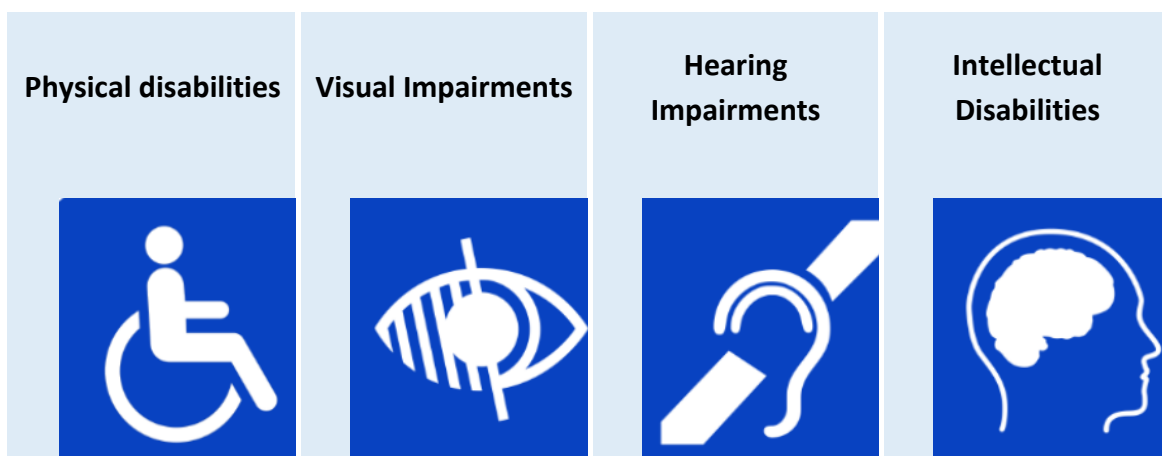 Physical disabilities
Visual Impairments
Hearing
Impairments
Intellectual
Disabilities